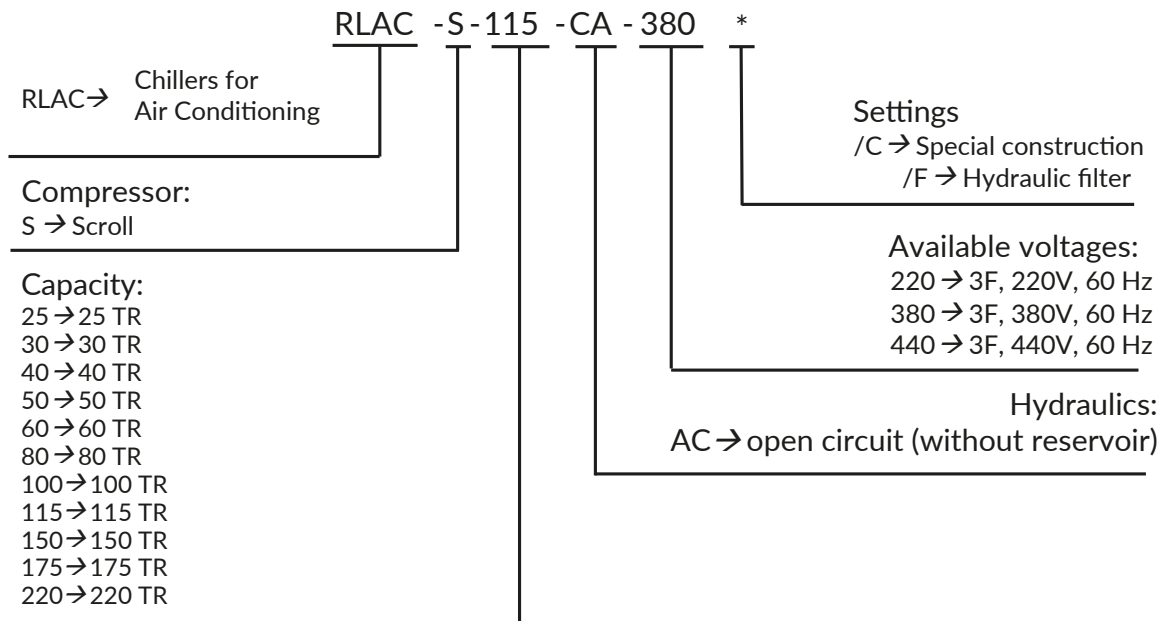 RLAC -S-115 -CA-380 *
RLAC→ Chillers for
Air Conditioning
Compressor:
S → Scroll
Capacity:
25→25 TR
30→30 TR
40→40 TR
50→50 TR
60→60 TR
80→80 TR
100→100 TR
115→115 TR
150→150 TR
175→175 TR
220→220 TR
Settings
/C → Special construction
/F → Hydraulic filter
Available voltages:
220 → 3F, 220V, 60 Hz
380 → 3F, 380V, 60 Hz
440 → 3F, 440V, 60 Hz
Hydraulics:
AC → open circuit (without reservoir)